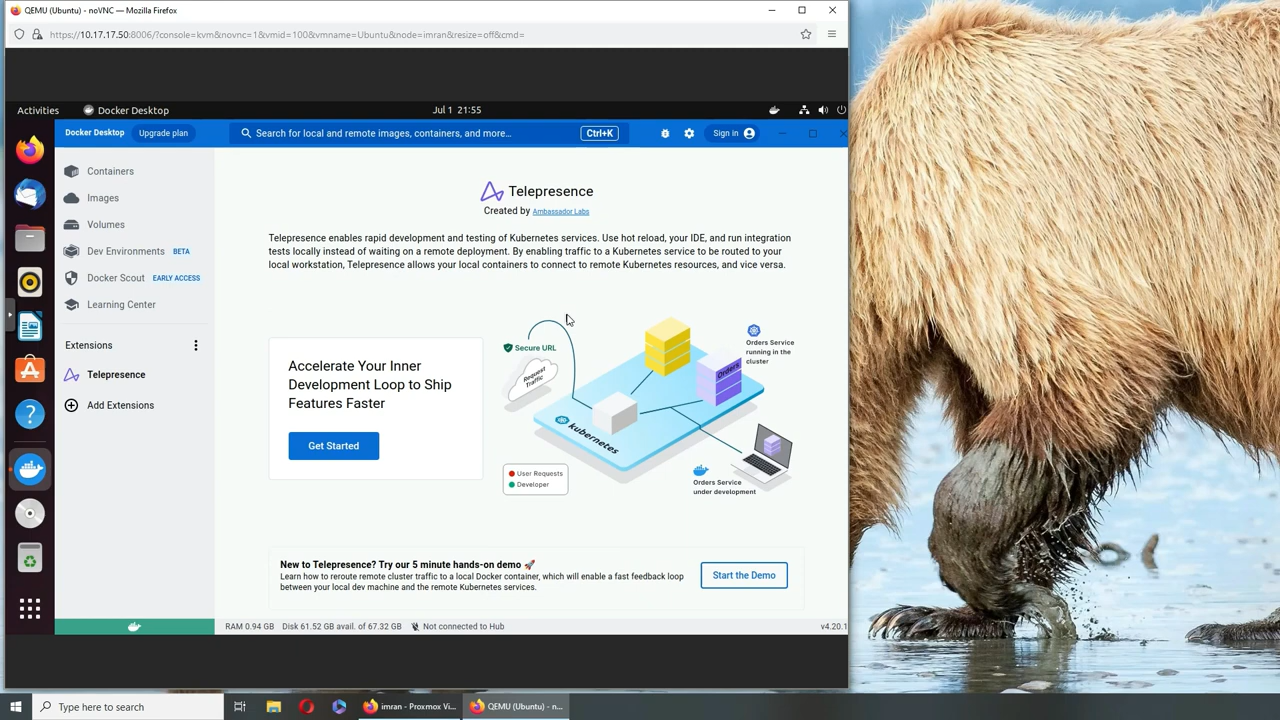 QEMU (Ubuntu) - noVNC — Mozilla Firefox
https://10.17.17.50:8006/?console=kvm&novnc=1&vmid=100&vmname=Ubuntu&node=imran&resize=off&cmd=
Activities Docker Desktop Jul 1 21:55
Docker Desktop Upgrade plan Search for local and remote images, containers, and more... Ctrl+K Sign in
Containers
Images
Volumes
Dev Environments BETA
Docker Scout EARLY ACCESS
Learning Center
Extensions
Telepresence
Add Extensions
Telepresence
Created by Ambassador Labs
Telepresence enables rapid development and testing of Kubernetes services. Use hot reload, your IDE, and run integration
tests locally instead of waiting on a remote deployment. By enabling traffic to a Kubernetes service to be routed to your
local workstation, Telepresence allows your local containers to connect to remote Kubernetes resources, and vice versa.
Accelerate Your Inner
Development Loop to Ship
Features Faster
Get Started
Secure URL
Request
Traffic
kubernetes
Orders
Orders Service
running in the
cluster
User Requests
Developer
Orders Service
under development
New to Telepresence? Try our 5 minute hands-on demo 🚀
Learn how to reroute remote cluster traffic to a local Docker container, which will enable a fast feedback loop
between your local dev machine and the remote Kubernetes services.
Start the Demo
RAM 0.94 GB Disk 61.52 GB avail. of 67.32 GB Not connected to Hub v4.20.1
Type here to search imran - Proxmox Vi... QEMU (Ubuntu) - n...